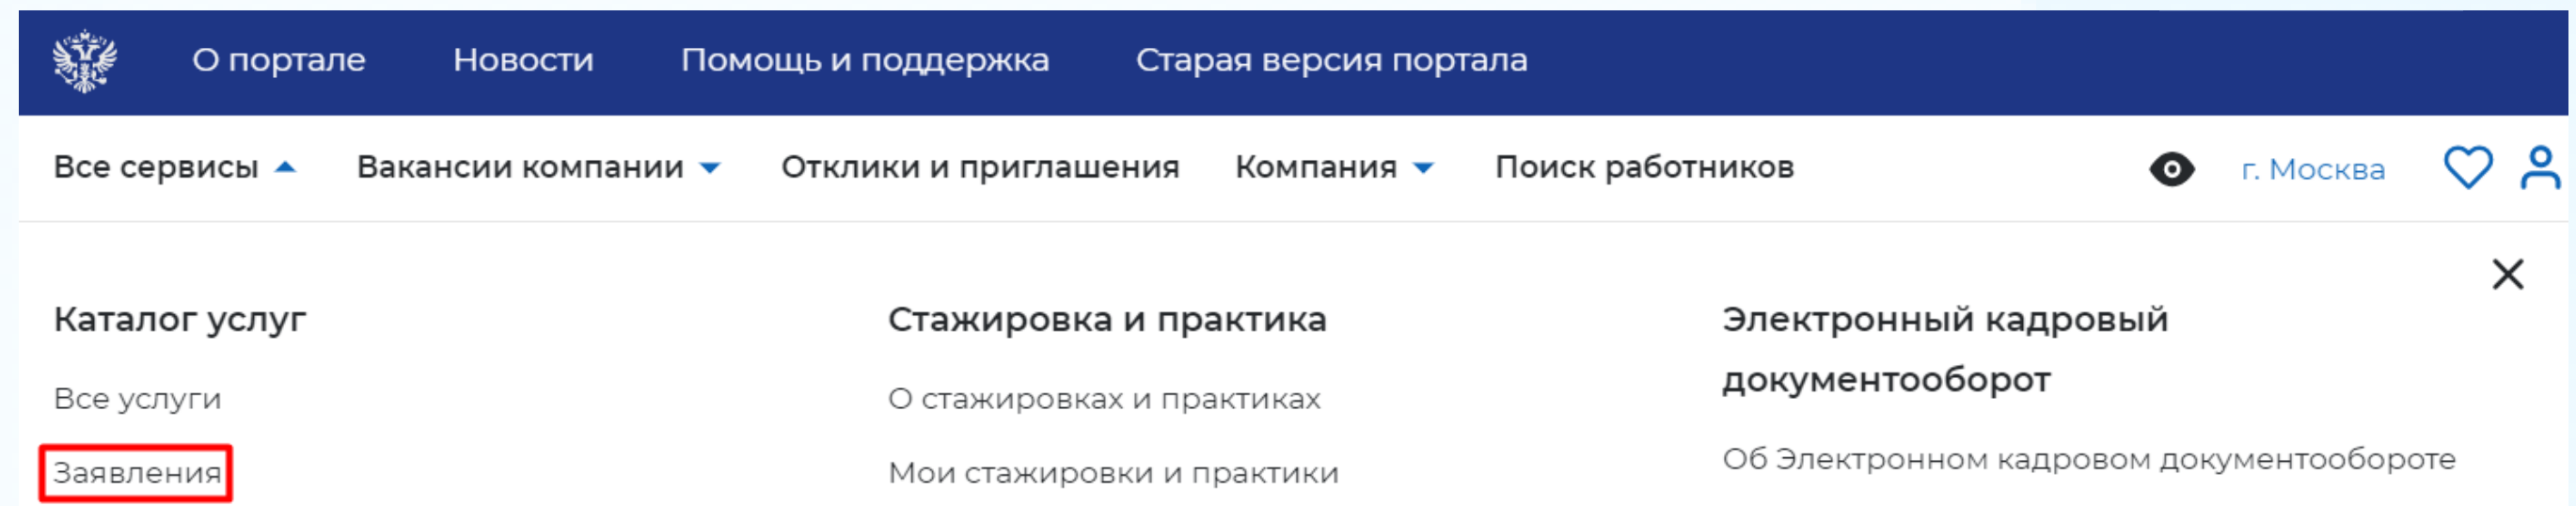 О портале Новости Помощь и поддержка Старая версия портала
Все сервисы Вакансии компании Отклики и приглашения Компания Поиск работников г. Москва
Каталог услуг
Все услуги
Заявления
Стажировка и практика
О стажировках и практиках
Мои стажировки и практики
Электронный кадровый
документооборот
Об Электронном кадровом документообороте